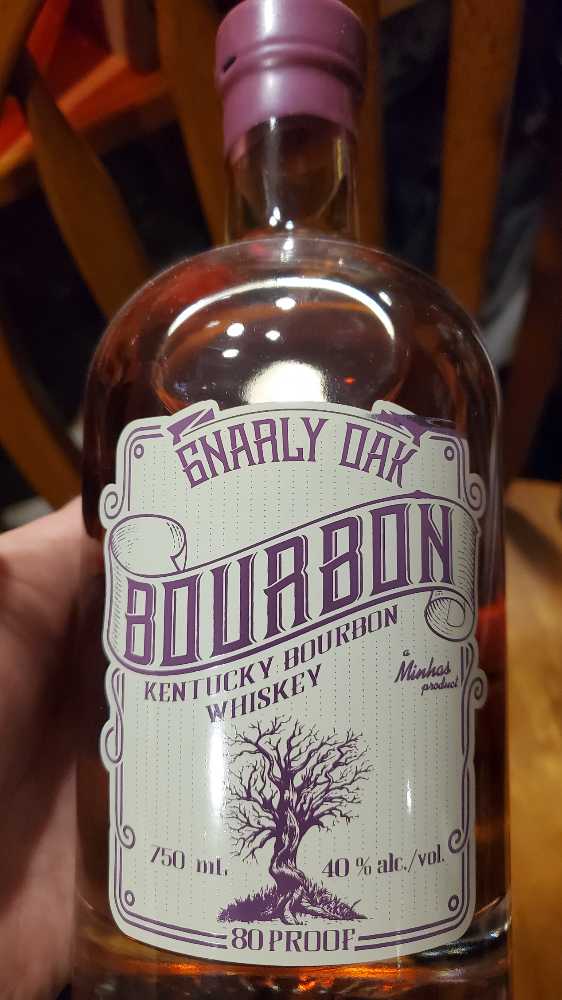 GNARLY OAK
BOURBON
KENTUCKY BOURBON
WHISKEY
a
Minhas
product
750 mL
40% alc./vol.
80 PROOF